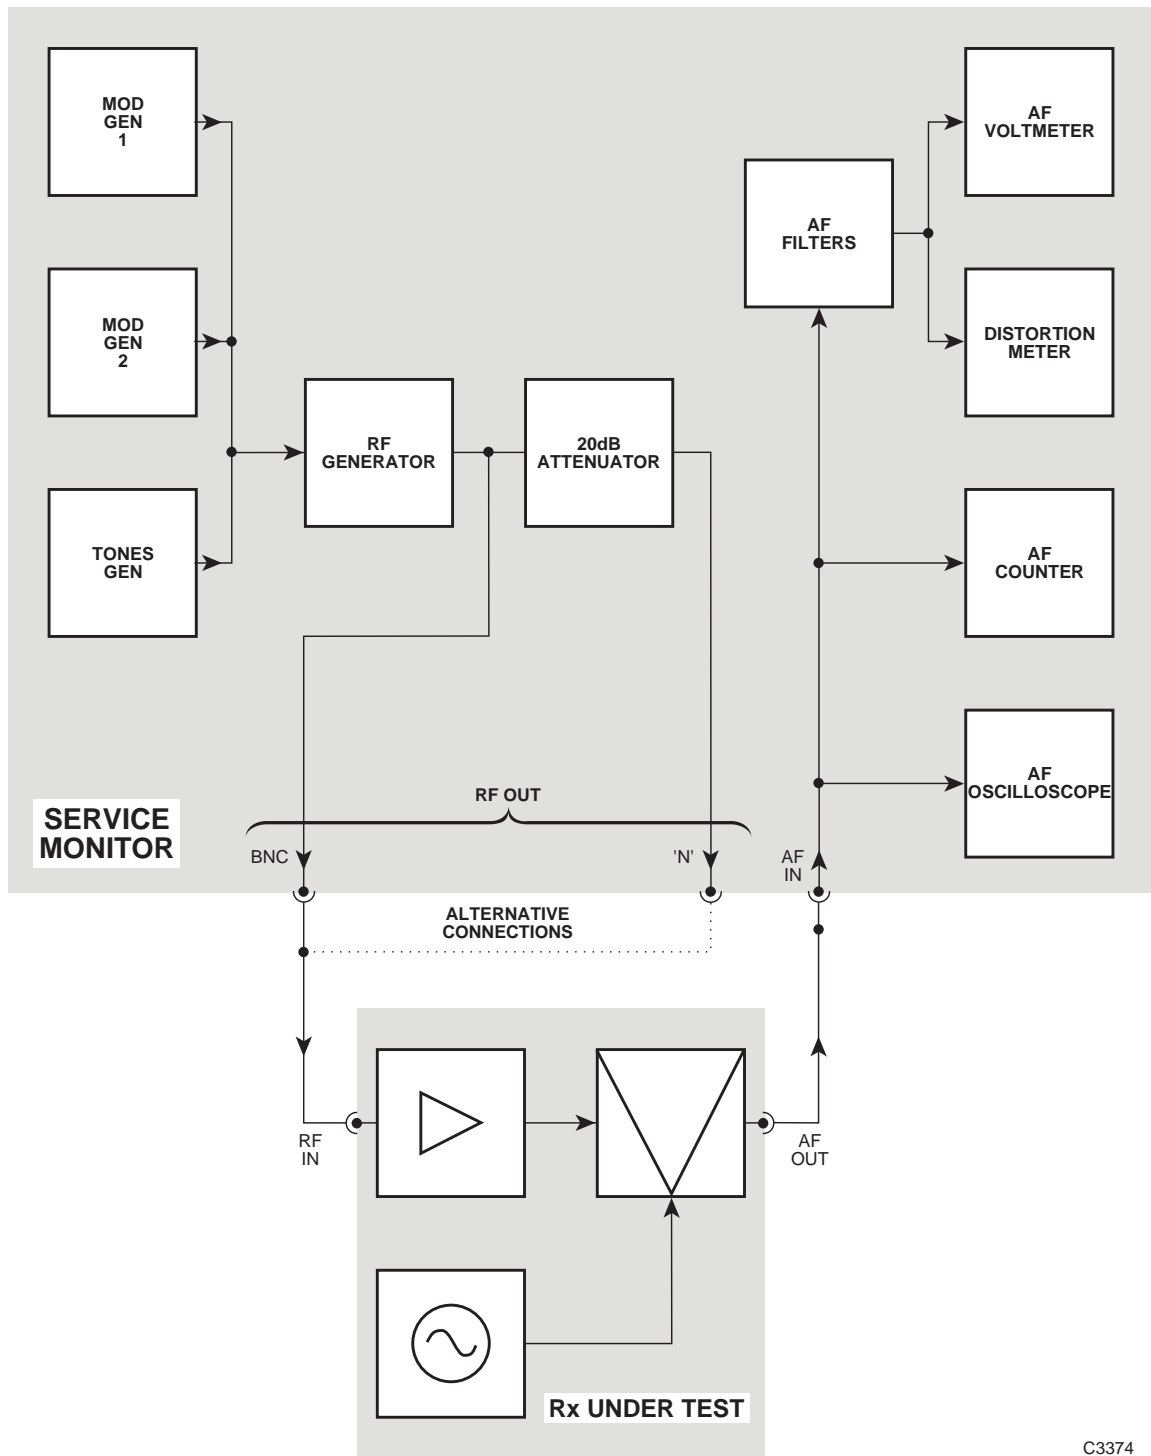 MOD
GEN
1
AF
VOLTMETER
AF
FILTERS
MOD
GEN
2
DISTORTION
METER
RF
GENERATOR
20dB
ATTENUATOR
TONES
GEN
AF
COUNTER
AF
OSCILLOSCOPE
RF OUT
SERVICE
MONITOR
BNC
'N'
AF
IN
ALTERNATIVE
CONNECTIONS
RF
IN
AF
OUT
Rx UNDER TEST
C3374